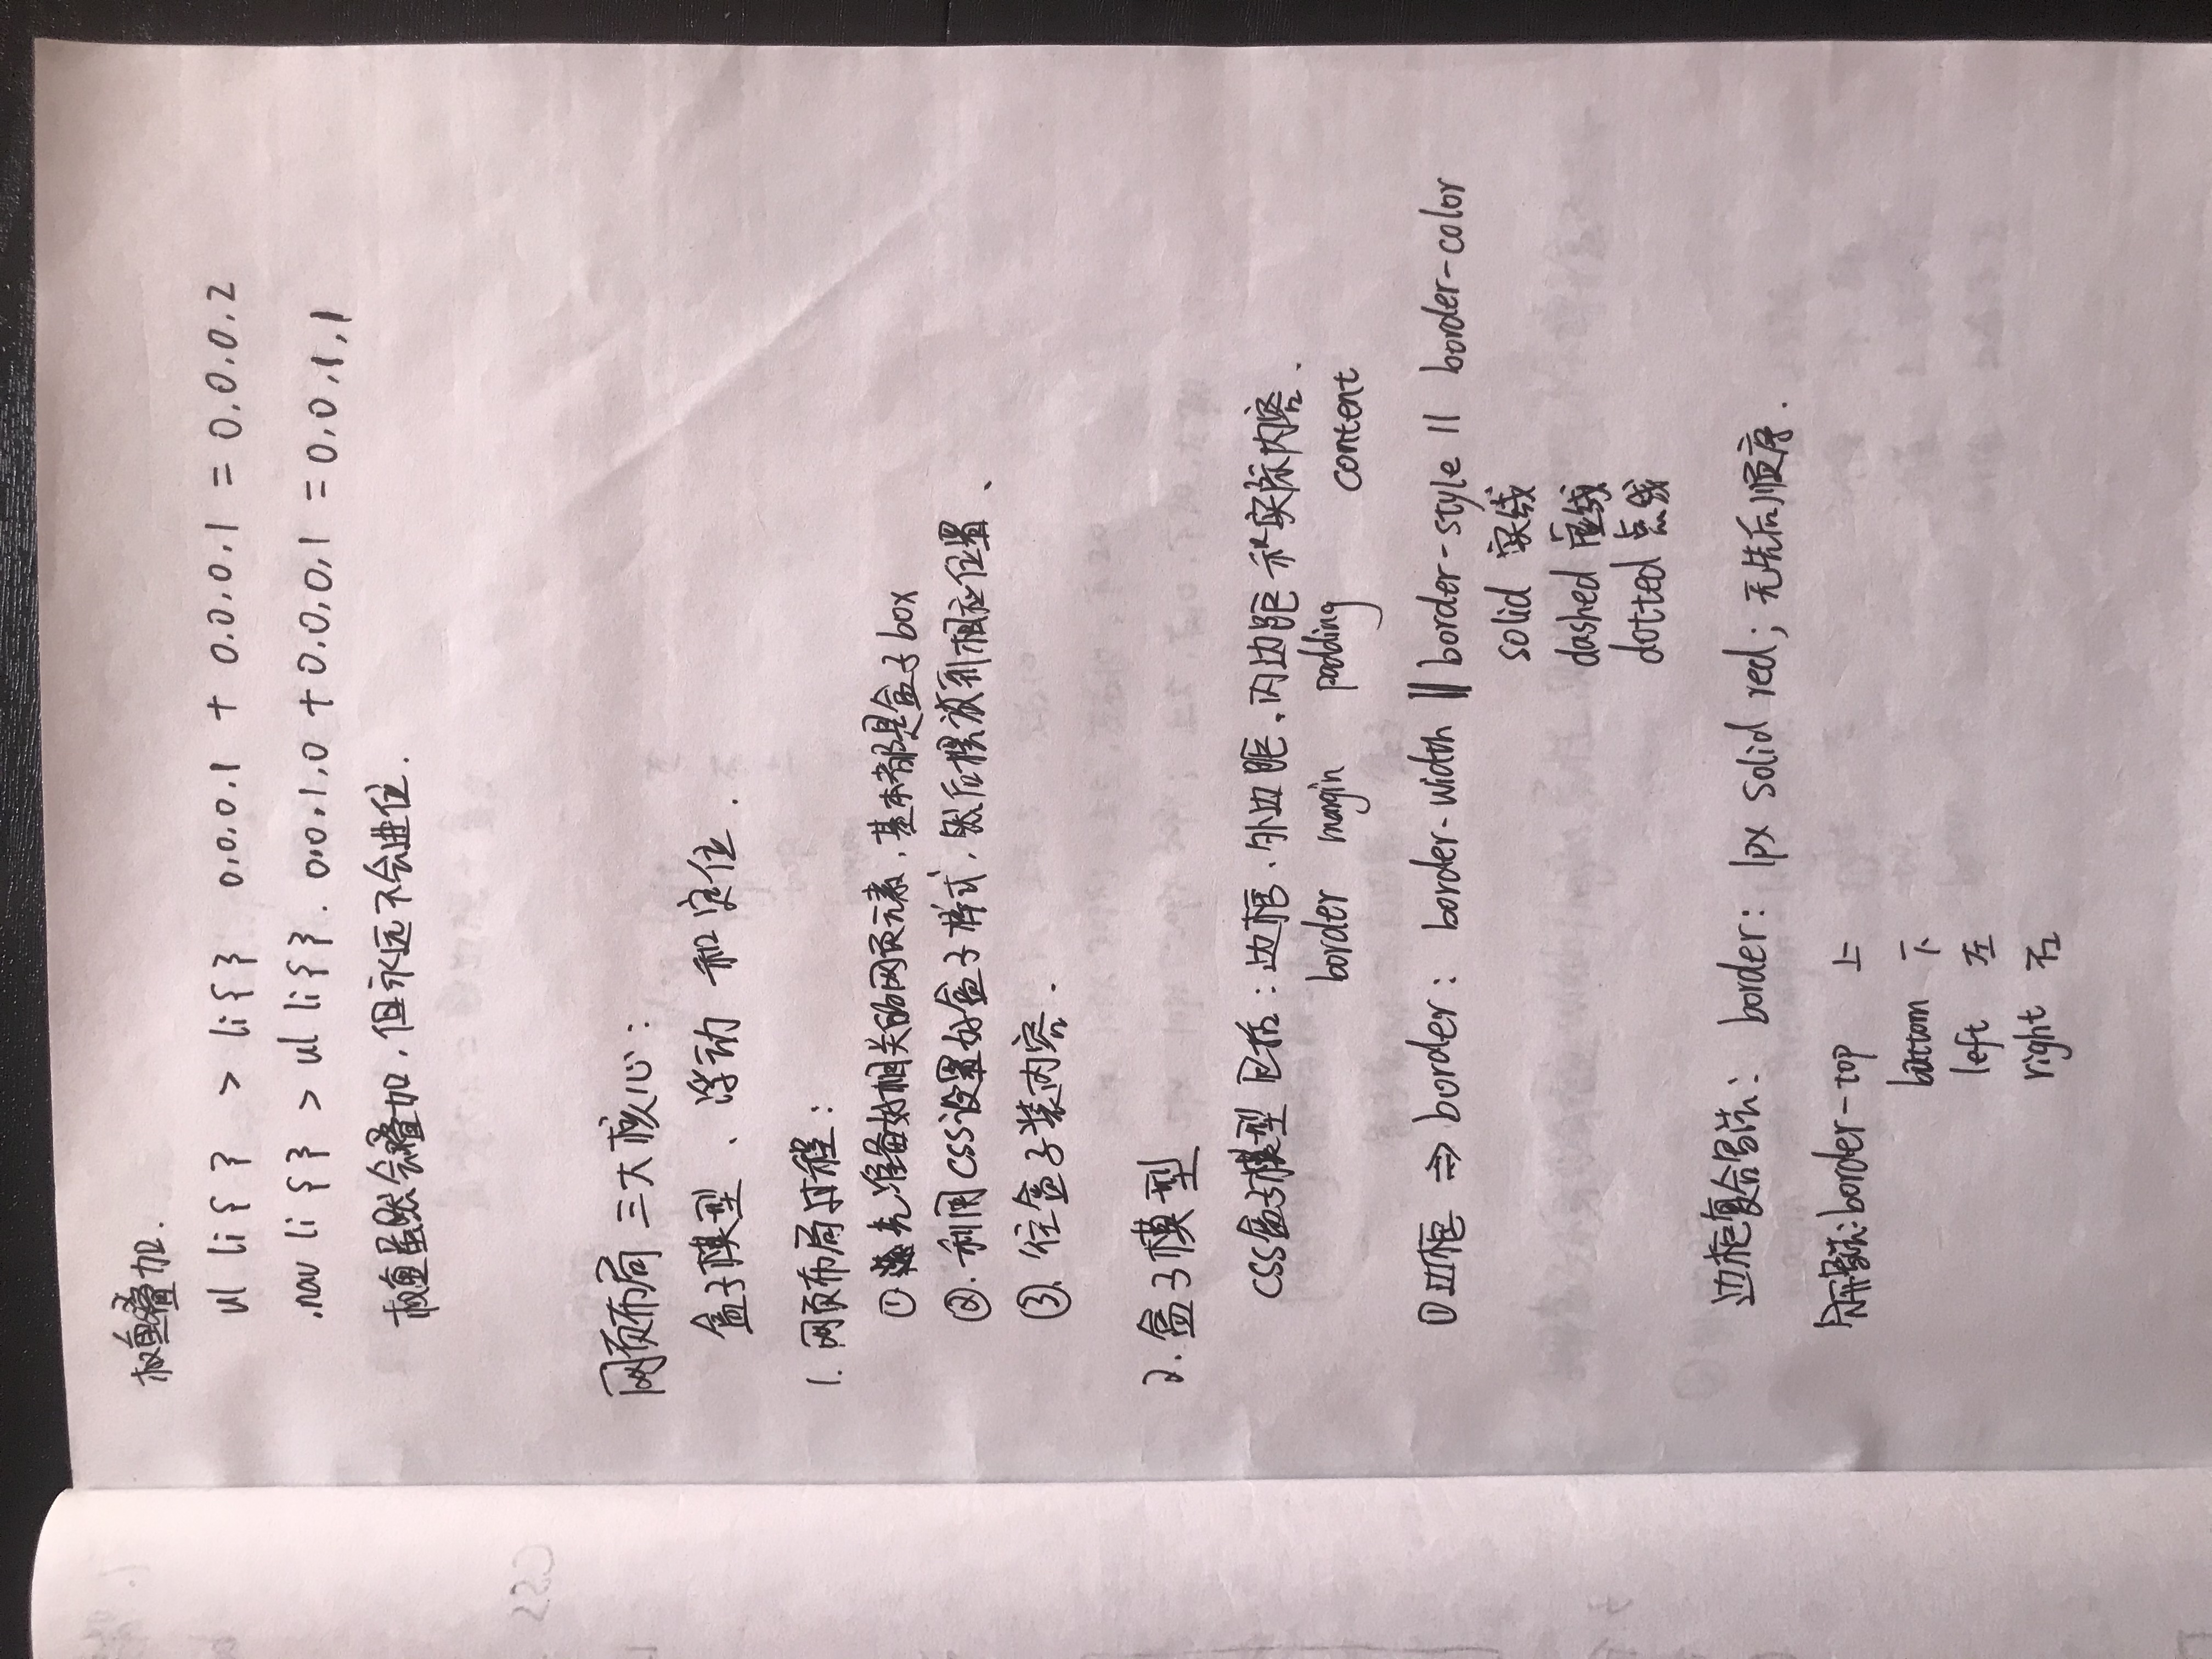 权重叠加.
ul li { } > li { } 0.0.0.1 + 0.0.0.1 = 0.0.0.2
.nav li { } > ul li { }. 0.0.1.0 + 0.0.0.1 = 0.0.1.1
权重虽然会叠加, 但永远不会进位.
网页布局 三大核心:
盒子模型、浮动 和定位.
1. 网页布局过程:
① 先准备好相关的网页元素, 基本都是盒子 box
②. 利用 CSS 设置好盒子样式, 然后摆放到相应位置、
③. 往盒子装内容.
2. 盒子模型
CSS盒子模型 包括: 边框、外边距、内边距 和实际内容.
border margin padding content
①边框 ⇒ border: border-width || border-style || border-color
solid 实线
dashed 虚线
dotted 点线
边框复合写法: border: 1px solid red; 无先后顺序.
分开写法: border-top 上
bottom 下
left 左
right 右
CSS